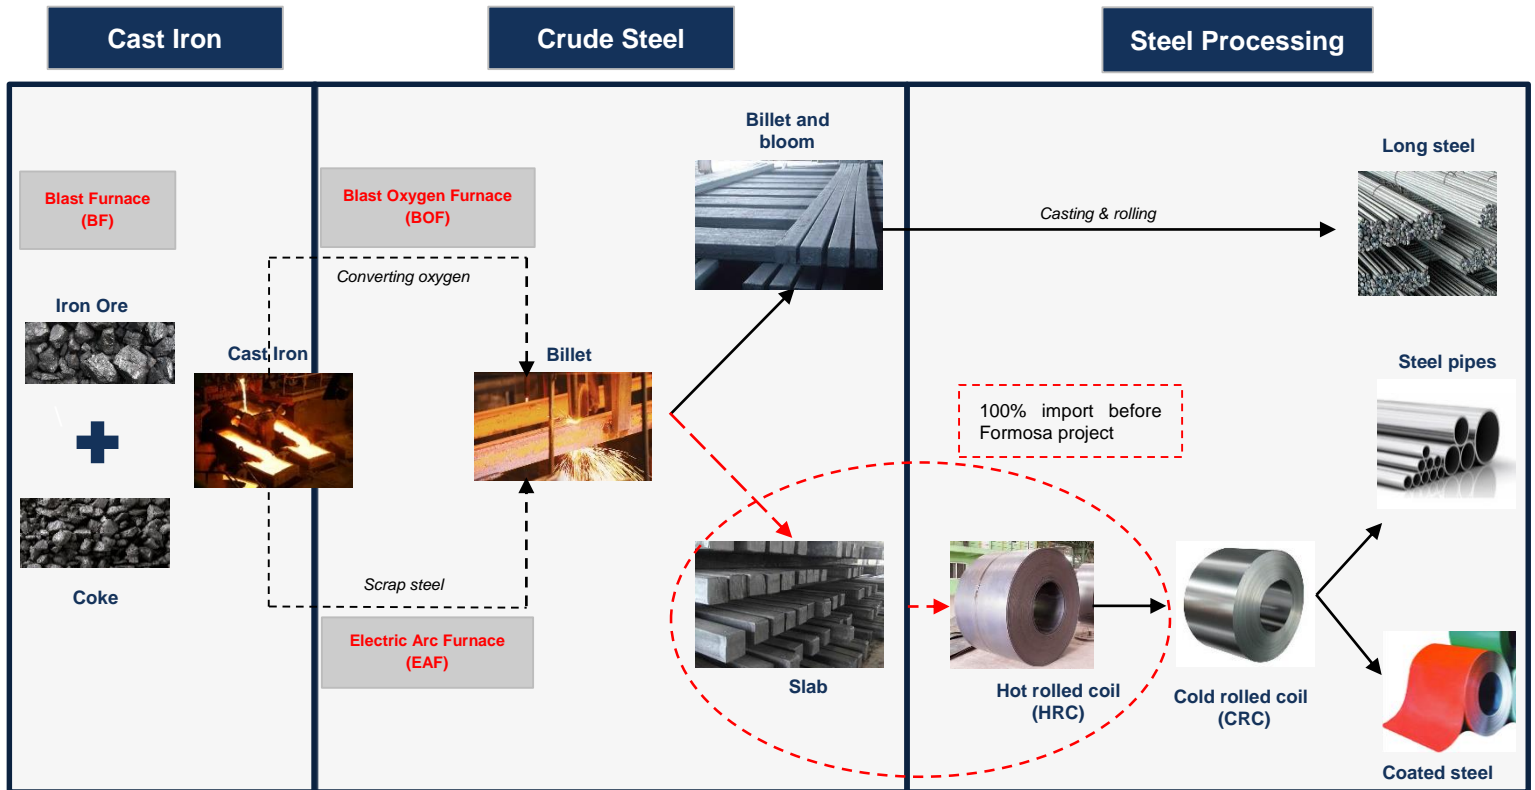 Cast Iron
Crude Steel
Steel Processing
Blast Furnace
(BF)
Iron Ore
Coke
Cast Iron
Blast Oxygen Furnace
(BOF)
Converting oxygen
Billet
Scrap steel
Electric Arc Furnace
(EAF)
Billet and
bloom
Slab
Casting & rolling
Long steel
100% import before
Formosa project
Hot rolled coil
(HRC)
Cold rolled coil
(CRC)
Steel pipes
Coated steel